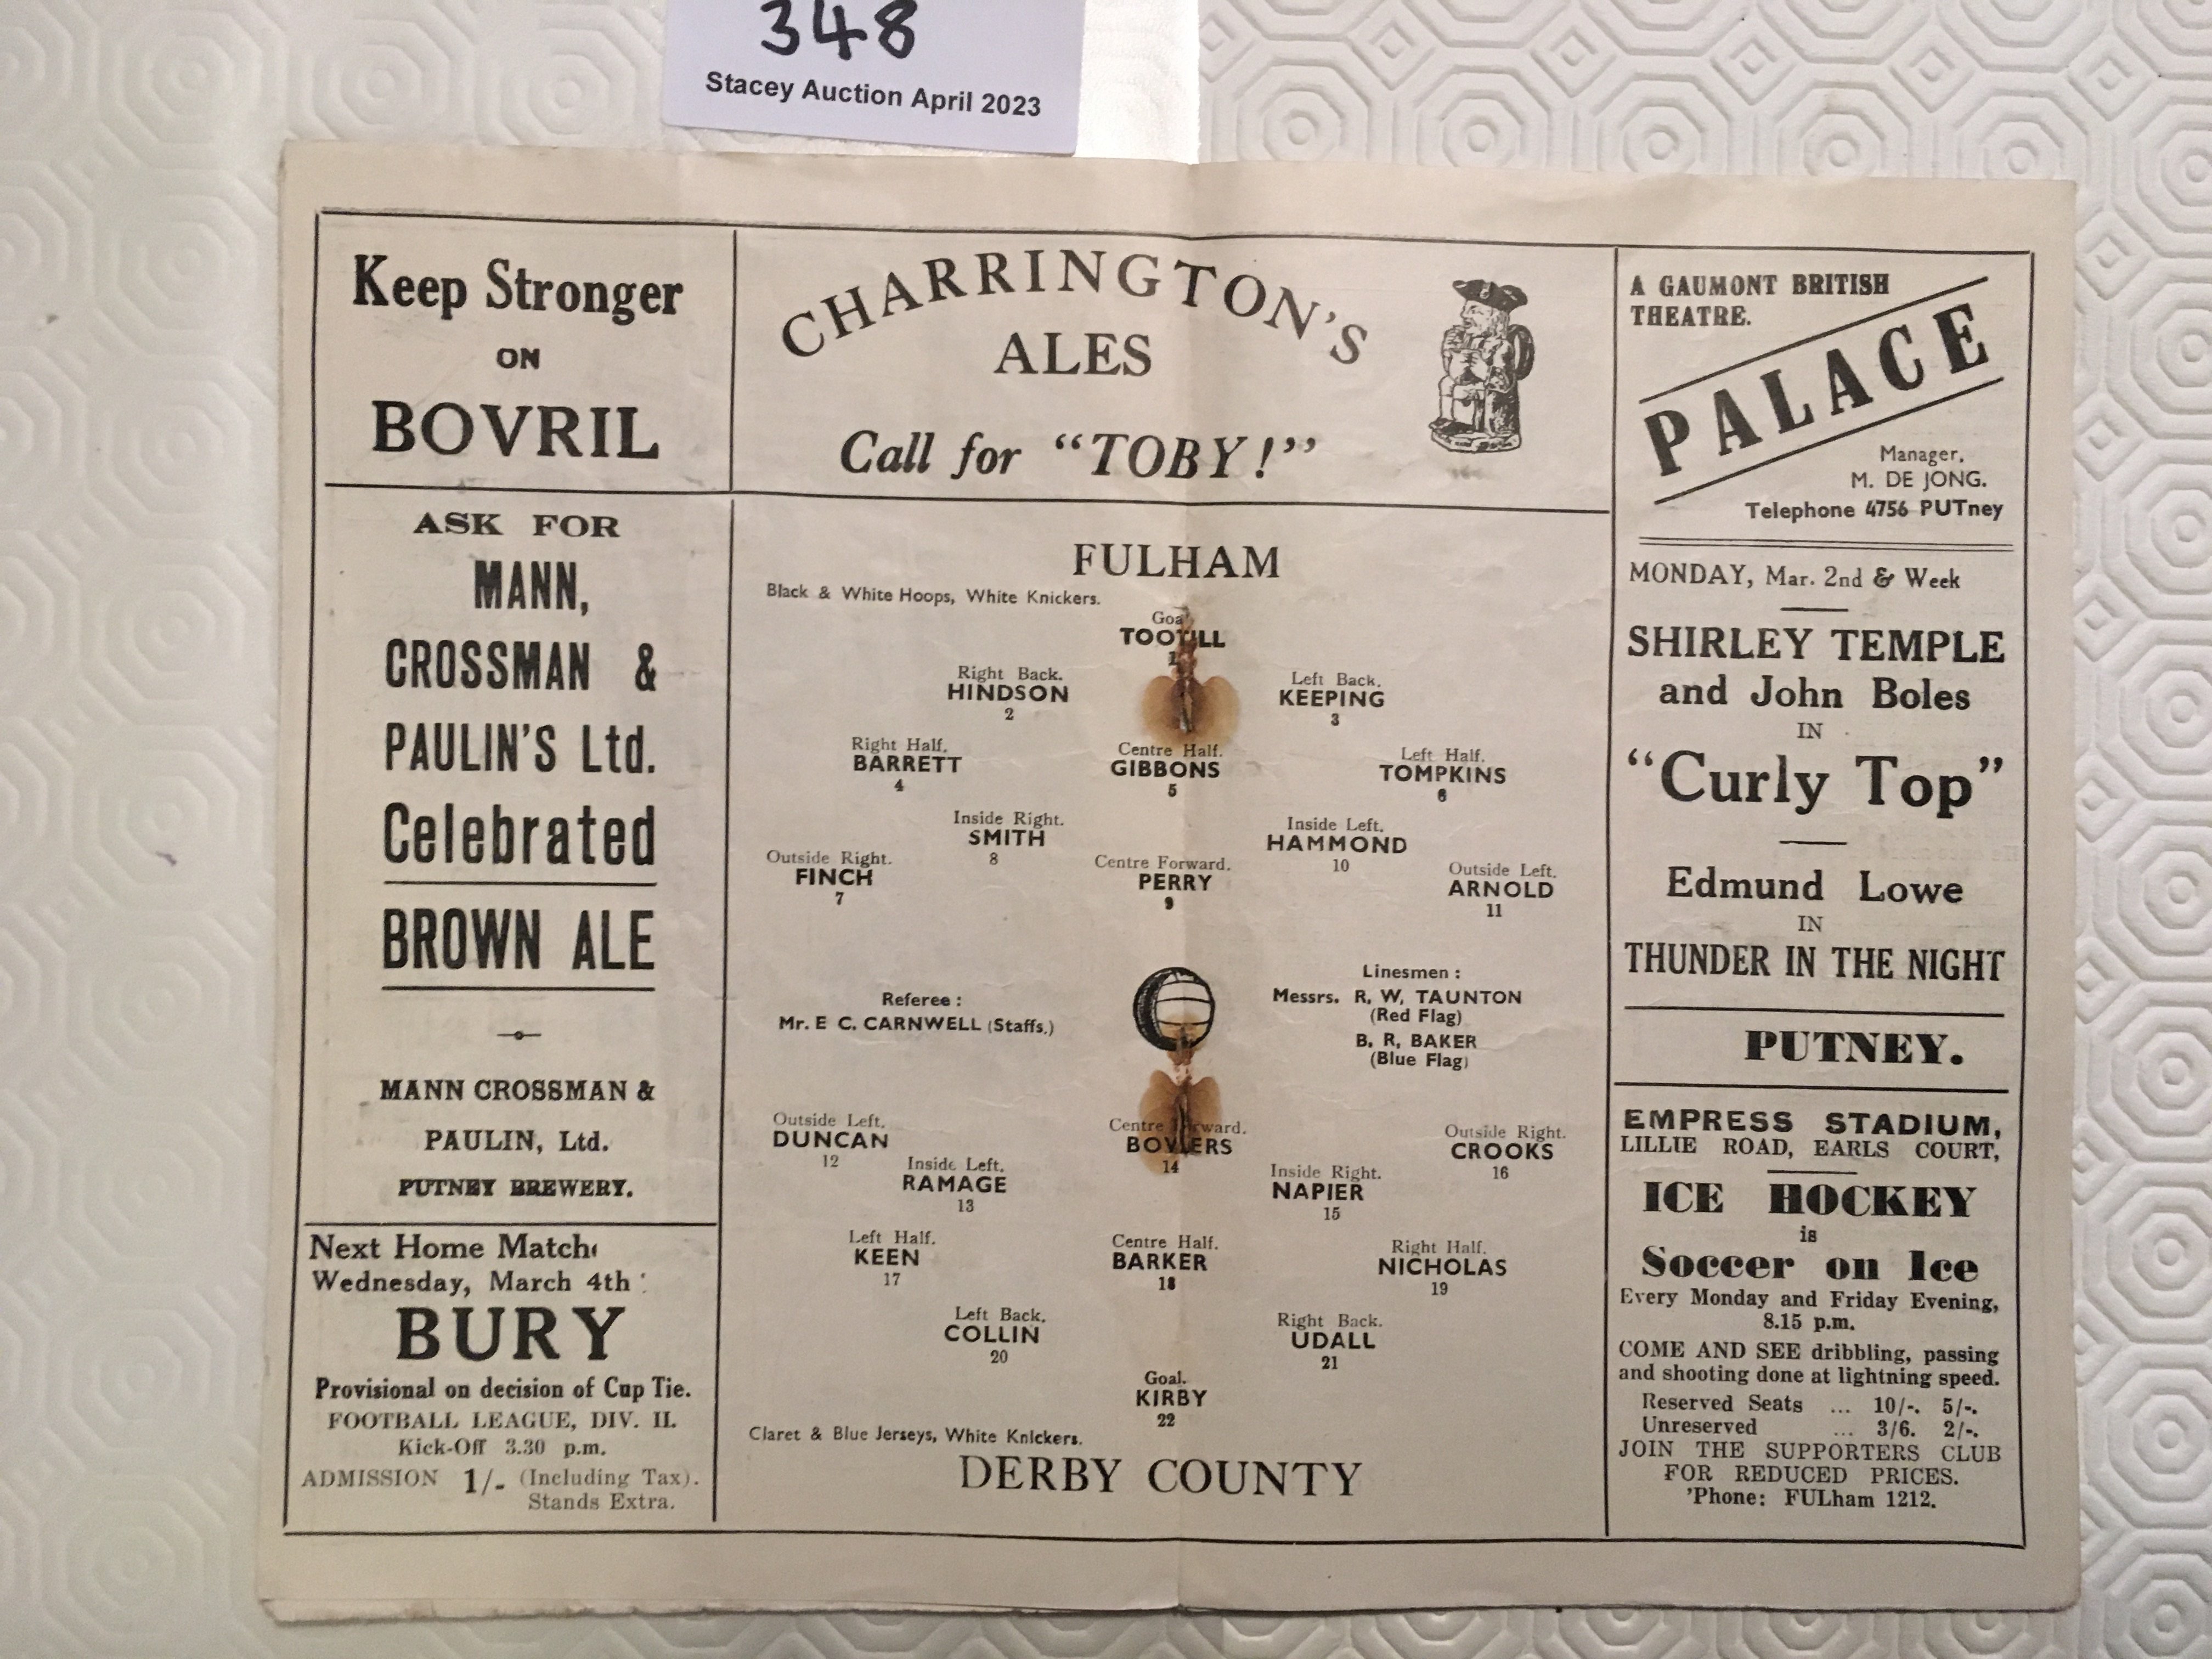 348
Stacey Auction April 2023
Keep Stronger
ON
BOVRIL
CHARRINGTON'S
ALES
Call for "TOBY!"
A GAUMONT BRITISH
THEATRE.
PALACE
Manager,
M. DE JONG.
Telephone 4756 PUTney
ASK FOR
MANN,
CROSSMAN &
PAULIN'S Ltd.
Celebrated
BROWN ALE
MANN CROSSMAN &
PAULIN, Ltd.
PUTNEY BREWERY.
Next Home Match
Wednesday, March 4th
BURY
Provisional on decision of Cup Tie.
FOOTBALL LEAGUE, DIV. II.
Kick-Off 3.30 p.m.
ADMISSION 1/- (Including Tax).
Stands Extra.
FULHAM
Black & White Hoops, White Knickers.
Goal
TOOTILL
1
Right Back.
HINDSON
2
Left Back.
KEEPING
3
Right Half.
BARRETT
4
Centre Half.
GIBBONS
5
Left Half.
TOMPKINS
6
Inside Right.
SMITH
8
Inside Left.
HAMMOND
10
Outside Right.
FINCH
7
Centre Forward.
PERRY
9
Outside Left.
ARNOLD
11
Referee :
Mr. E C. CARNWELL (Staffs.)
Linesmen :
Messrs. R. W. TAUNTON
(Red Flag)
B. R. BAKER
(Blue Flag)
Outside Left.
DUNCAN
12
Centre Forward.
BOWERS
14
Outside Right.
CROOKS
16
Inside Left.
RAMAGE
13
Inside Right.
NAPIER
15
Left Half.
KEEN
17
Centre Half.
BARKER
18
Right Half.
NICHOLAS
19
Left Back.
COLLIN
20
Right Back.
UDALL
21
Goal.
KIRBY
22
Claret & Blue Jerseys, White Knickers.
DERBY COUNTY
MONDAY, Mar. 2nd & Week
SHIRLEY TEMPLE
and John Boles
IN
"Curly Top"
Edmund Lowe
IN
THUNDER IN THE NIGHT
PUTNEY.
EMPRESS STADIUM,
LILLIE ROAD, EARLS COURT,
ICE HOCKEY
is
Soccer on Ice
Every Monday and Friday Evening,
8.15 p.m.
COME AND SEE dribbling, passing
and shooting done at lightning speed.
Reserved Seats ... 10/-. 5/-.
Unreserved ... 3/6. 2/-.
JOIN THE SUPPORTERS CLUB
FOR REDUCED PRICES.
'Phone: FULham 1212.